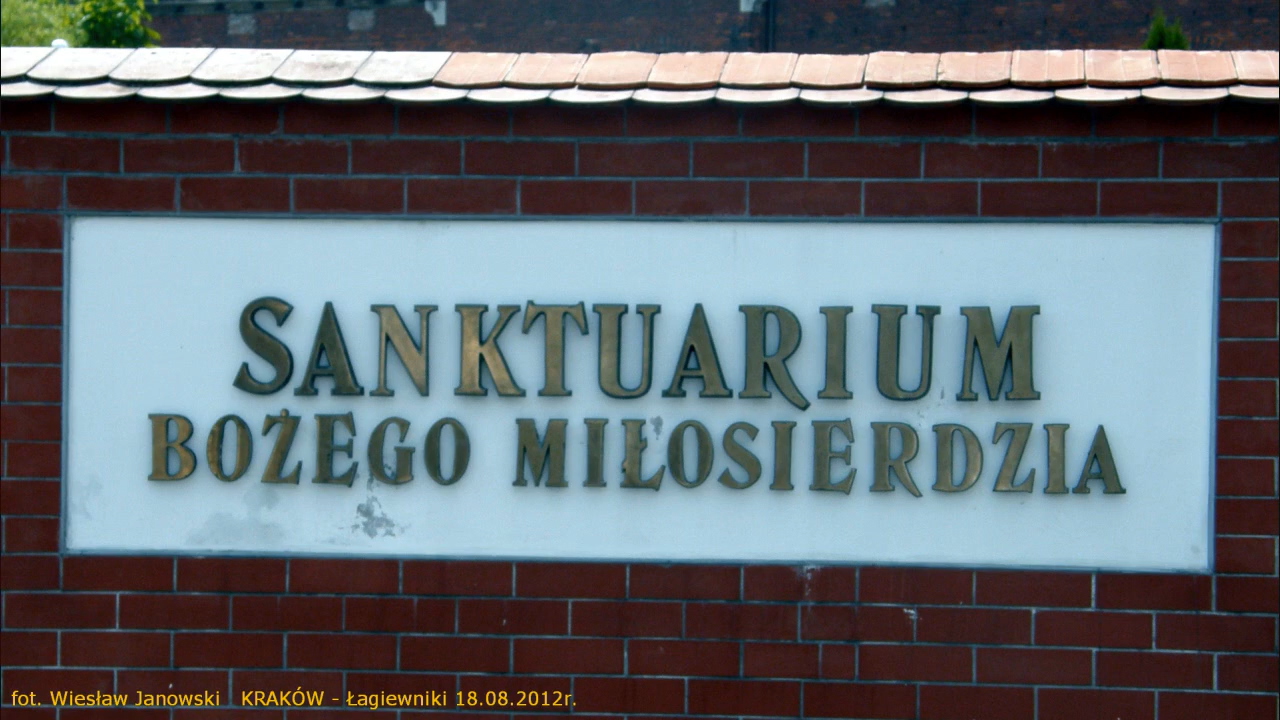 SANKTUARIUM
BOŻEGO MIŁOSIERDZIA
fot. Wiesław Janowski KRAKÓW - Łagiewniki 18.08.2012r.